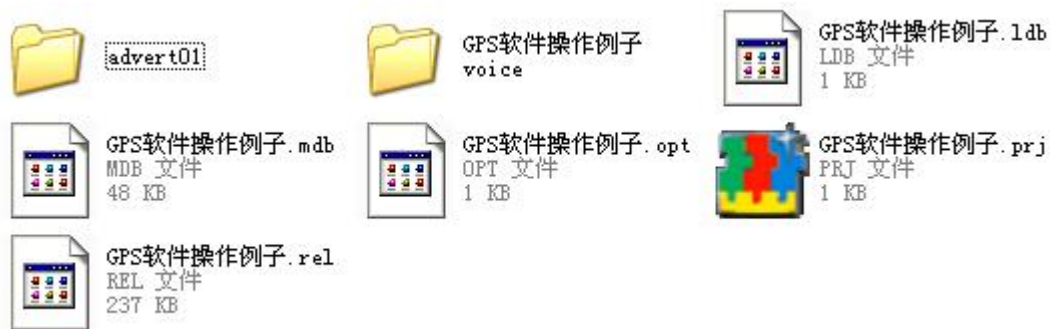 advert01
GPS软件操作例子
voice
GPS软件操作例子.ldb
LDB 文件
1 KB
GPS软件操作例子.mdb
MDB 文件
48 KB
GPS软件操作例子.opt
OPT 文件
1 KB
GPS软件操作例子.prj
PRJ 文件
1 KB
GPS软件操作例子.rel
REL 文件
237 KB